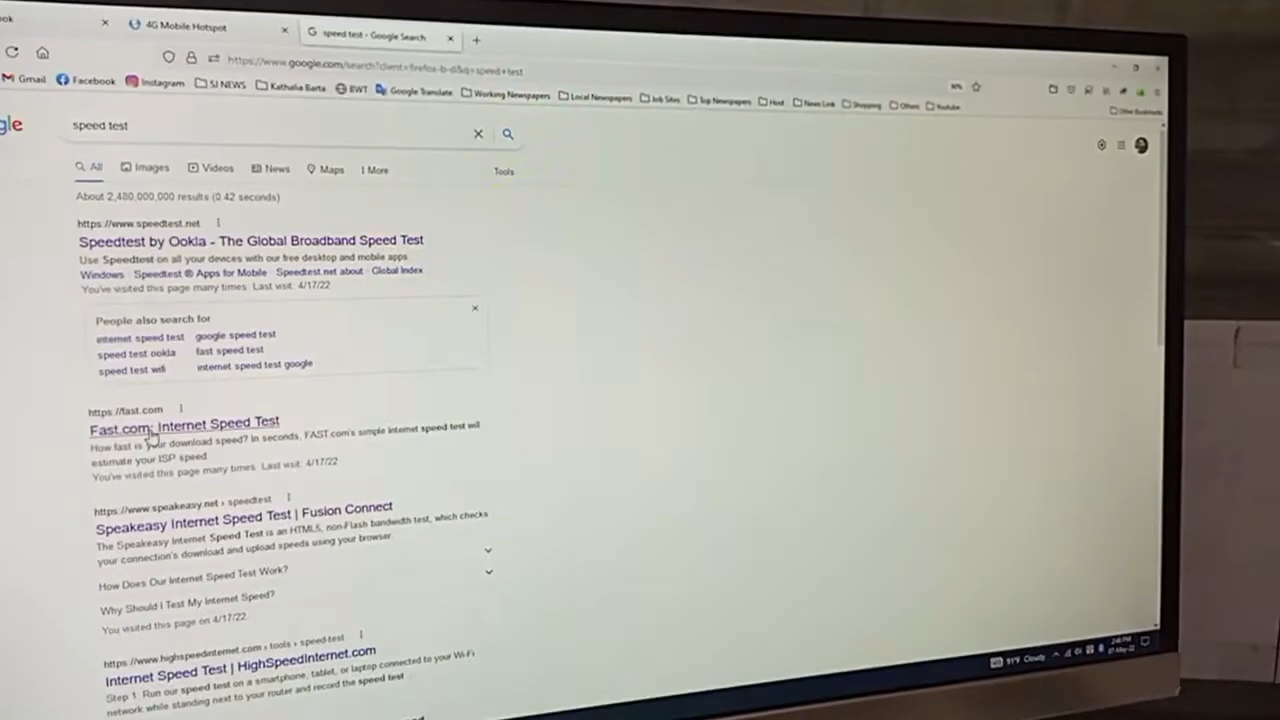 ook
4G Mobile Hotspot
speed test - Google Search
https://www.google.com/search?client=firefox-b-d&q=speed+test
90%
Gmail Facebook Instagram SJ NEWS Kathalia Barta BWT Google Translate Working Newspapers Local Newspapers Job Sites Top Newspapers Host News Link Shopping Others Youtube
Other Bookmarks
gle
speed test
All Images Videos News Maps More Tools
About 2,480,000,000 results (0.42 seconds)
https://www.speedtest.net
Speedtest by Ookla - The Global Broadband Speed Test
Use Speedtest on all your devices with our free desktop and mobile apps.
Windows · Speedtest ® Apps for Mobile · Speedtest.net about · Global Index
You've visited this page many times. Last visit: 4/17/22
People also search for
internet speed test google speed test
speed test ookla fast speed test
speed test wifi internet speed test google
https://fast.com
Fast.com: Internet Speed Test
How fast is your download speed? In seconds, FAST.com's simple Internet speed test will
estimate your ISP speed.
You've visited this page many times. Last visit: 4/17/22
https://www.speakeasy.net › speedtest
Speakeasy Internet Speed Test | Fusion Connect
The Speakeasy Internet Speed Test is an HTML5, non-Flash bandwidth test, which checks
your connection's download and upload speeds using your browser.
How Does Our Internet Speed Test Work?
Why Should I Test My Internet Speed?
You visited this page on 4/17/22.
https://www.highspeedinternet.com › tools › speed-test
Internet Speed Test | HighSpeedInternet.com
Step 1: Run our speed test on a smartphone, tablet, or laptop connected to your Wi-Fi
network while standing next to your router and record the speed test
91°F Cloudy
2:46 PM
07-May-22